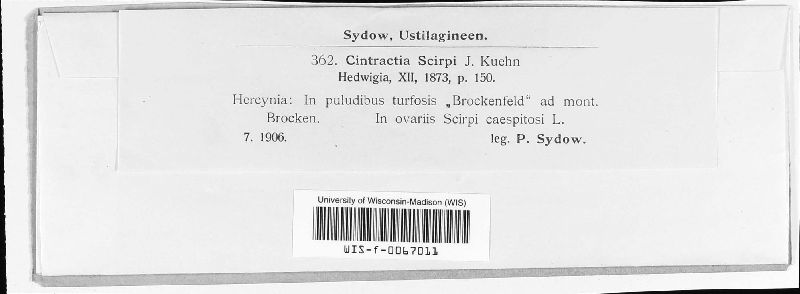 Sydow, Ustilagineen.
362. Cintractia Scirpi J. Kuehn
Hedwigia, XII, 1873, p. 150.
Hercynia: In puludibus turfosis „Brockenfeld“ ad mont.
Brocken. In ovariis Scirpi caespitosi L.
7. 1906. leg. P. Sydow.
University of Wisconsin-Madison (WIS)
WIS-f-0067011